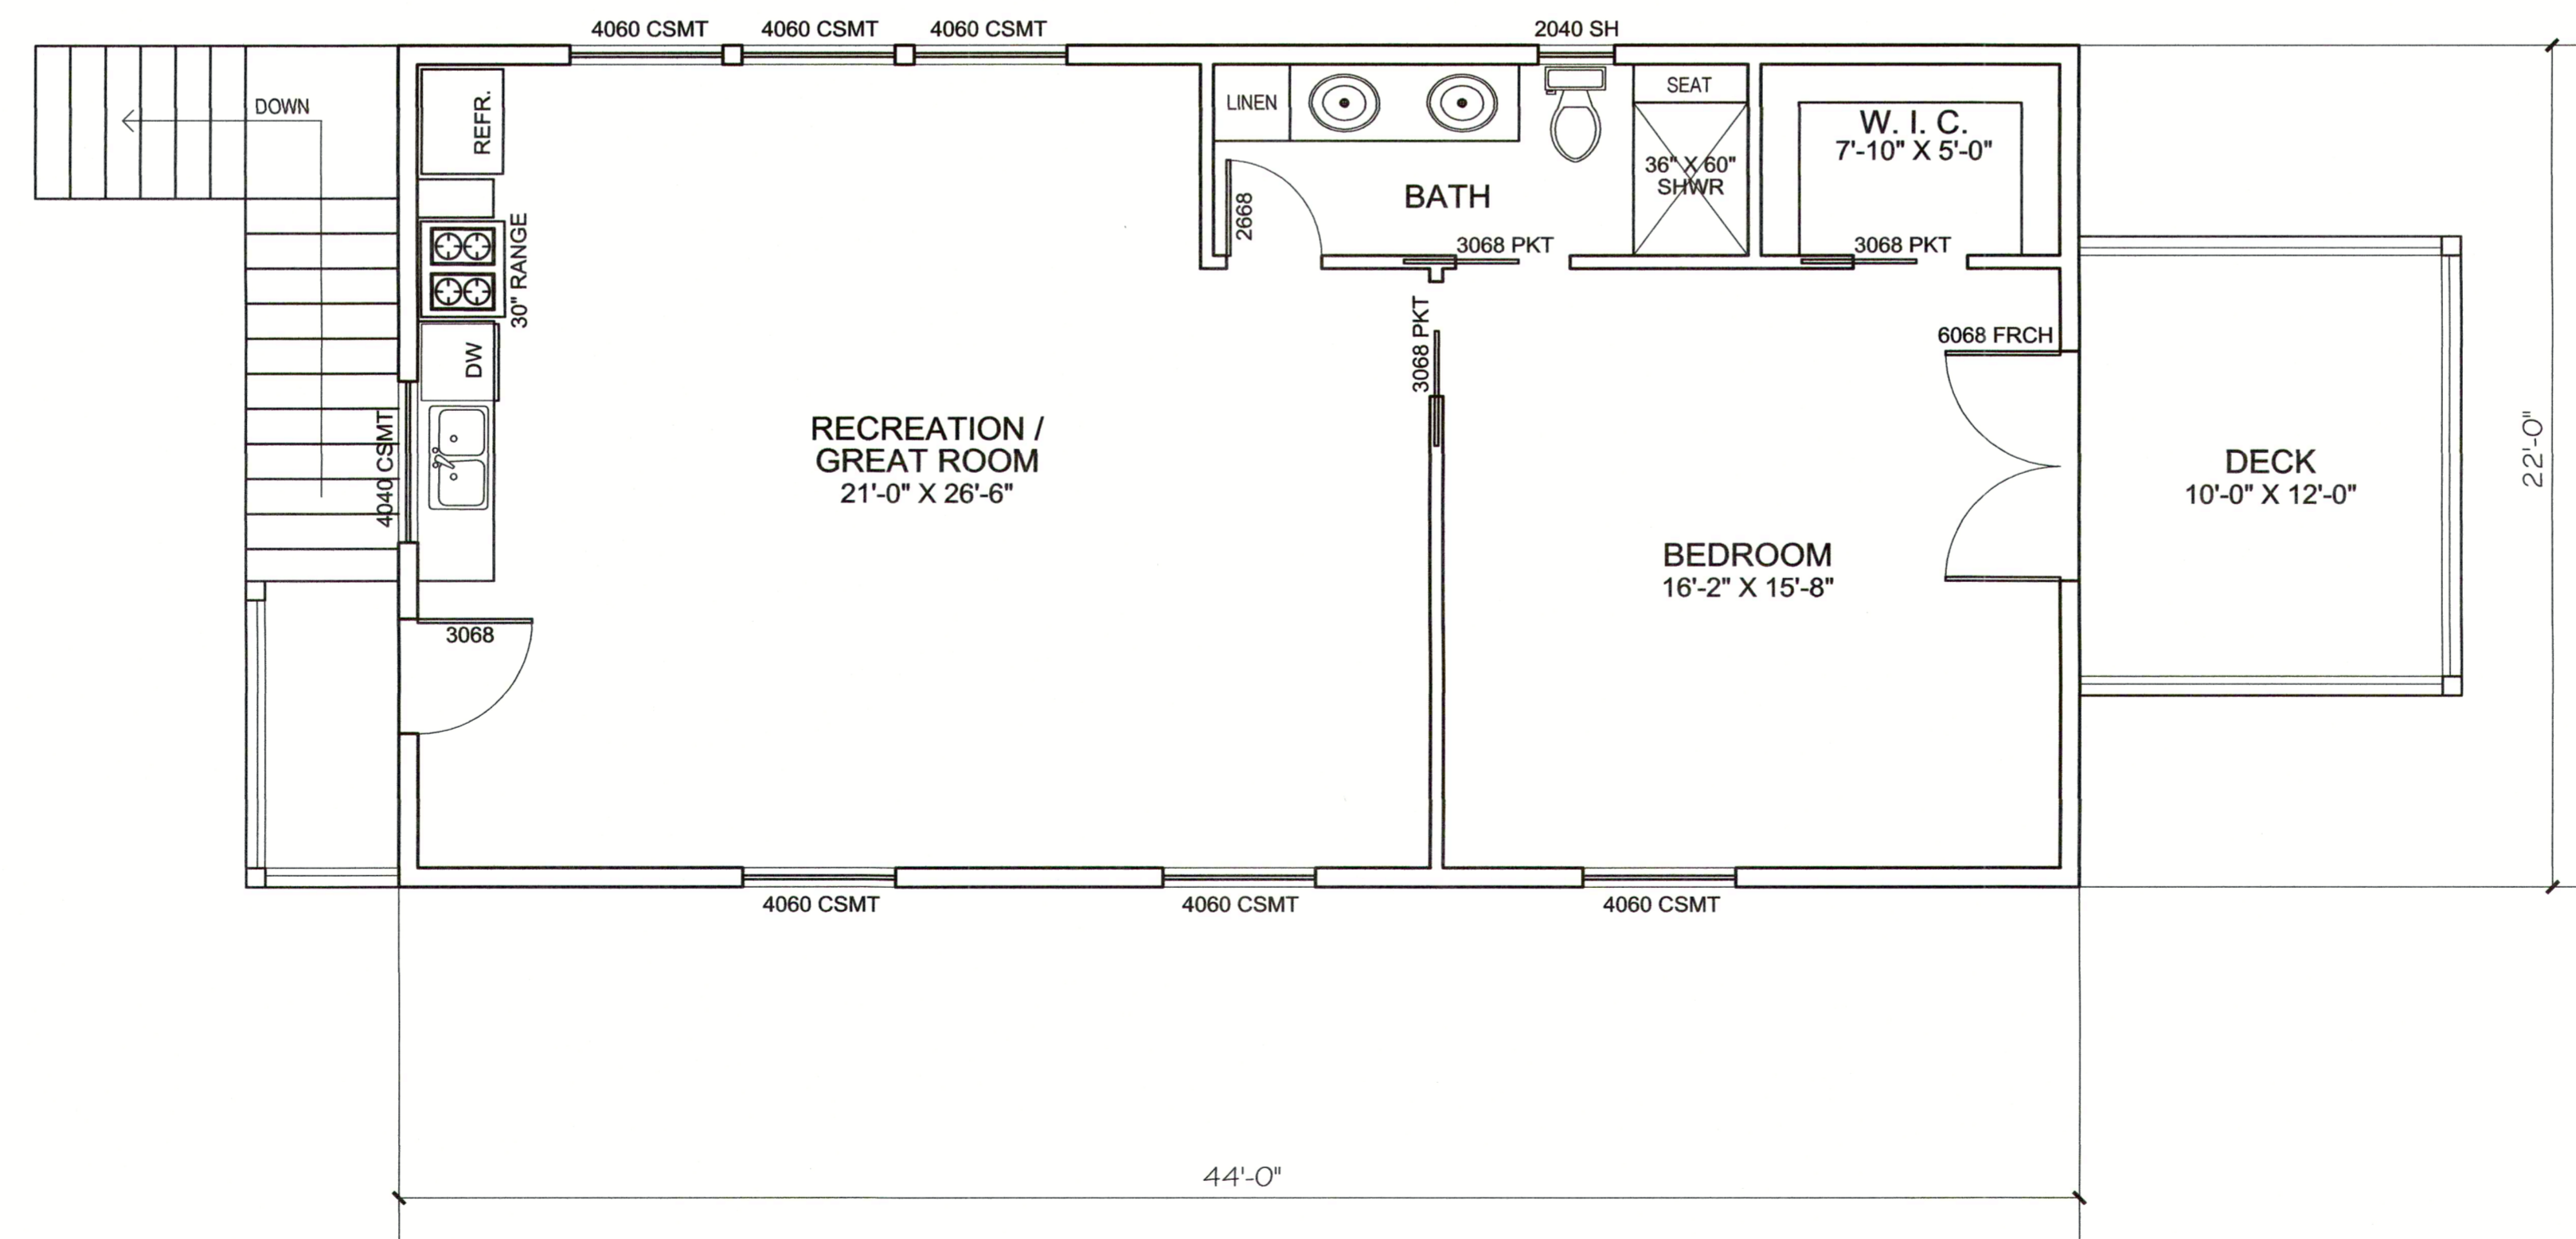 4060 CSMT
4060 CSMT
4060 CSMT
2040 SH
DOWN
REFR.
LINEN
SEAT
W. I. C.
7'-10" X 5'-0"
36" X 60"
SHWR
BATH
2668
30" RANGE
3068 PKT
3068 PKT
3068 PKT
6068 FRCH
DW
4040 CSMT
RECREATION /
GREAT ROOM
21'-0" X 26'-6"
DECK
10'-0" X 12'-0"
22'-0"
BEDROOM
16'-2" X 15'-8"
3068
4060 CSMT
4060 CSMT
4060 CSMT
44'-0"